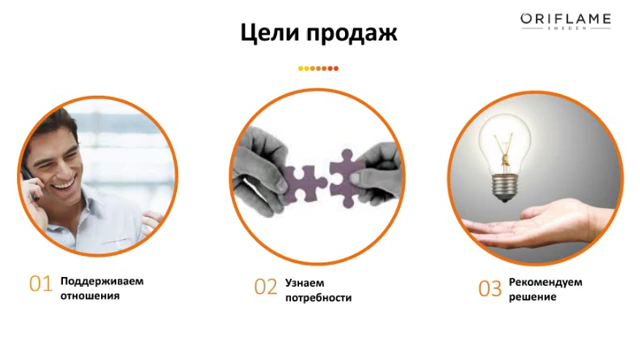 Цели продаж
ORIFLAME
SWEDEN
01 Поддерживаем
отношения
02 Узнаем
потребности
03 Рекомендуем
решение